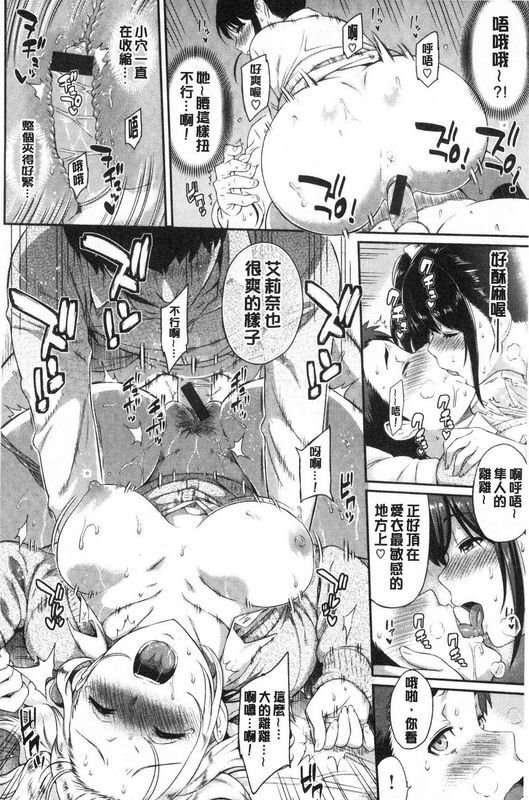 唔哦哦~?!
呼唔♡
啊♡
好爽喔♡
她~腰這樣扭
不行…啊!
小穴一直
在收縮…
唔
哦哦
整個夾得好緊…
好酥麻喔~
~唔!
啊呼唔~
隼人的
雞雞~
正好頂在
愛衣最敏感的
地方上♡
哦啦．你看
!
艾莉奈也
很爽的樣子
不行啊…
呀啊…!
這麼~
大的雞雞…~
啊嗯…啊!